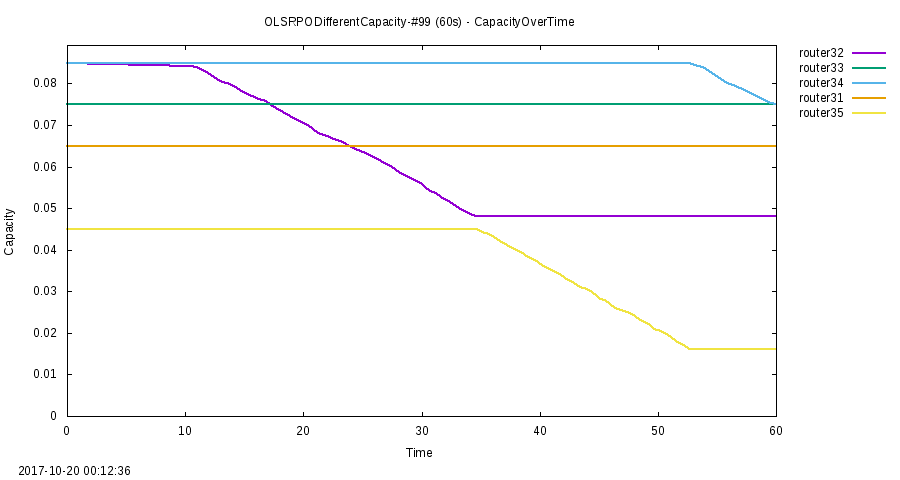 OLSRPODifferentCapacity-#99 (60s) - CapacityOverTime
router32
router33
router34
router31
router35
0.08
0.07
0.06
0.05
0.04
0.03
0.02
0.01
0
Capacity
0 10 20 30 40 50 60
Time
2017-10-20 00:12:36